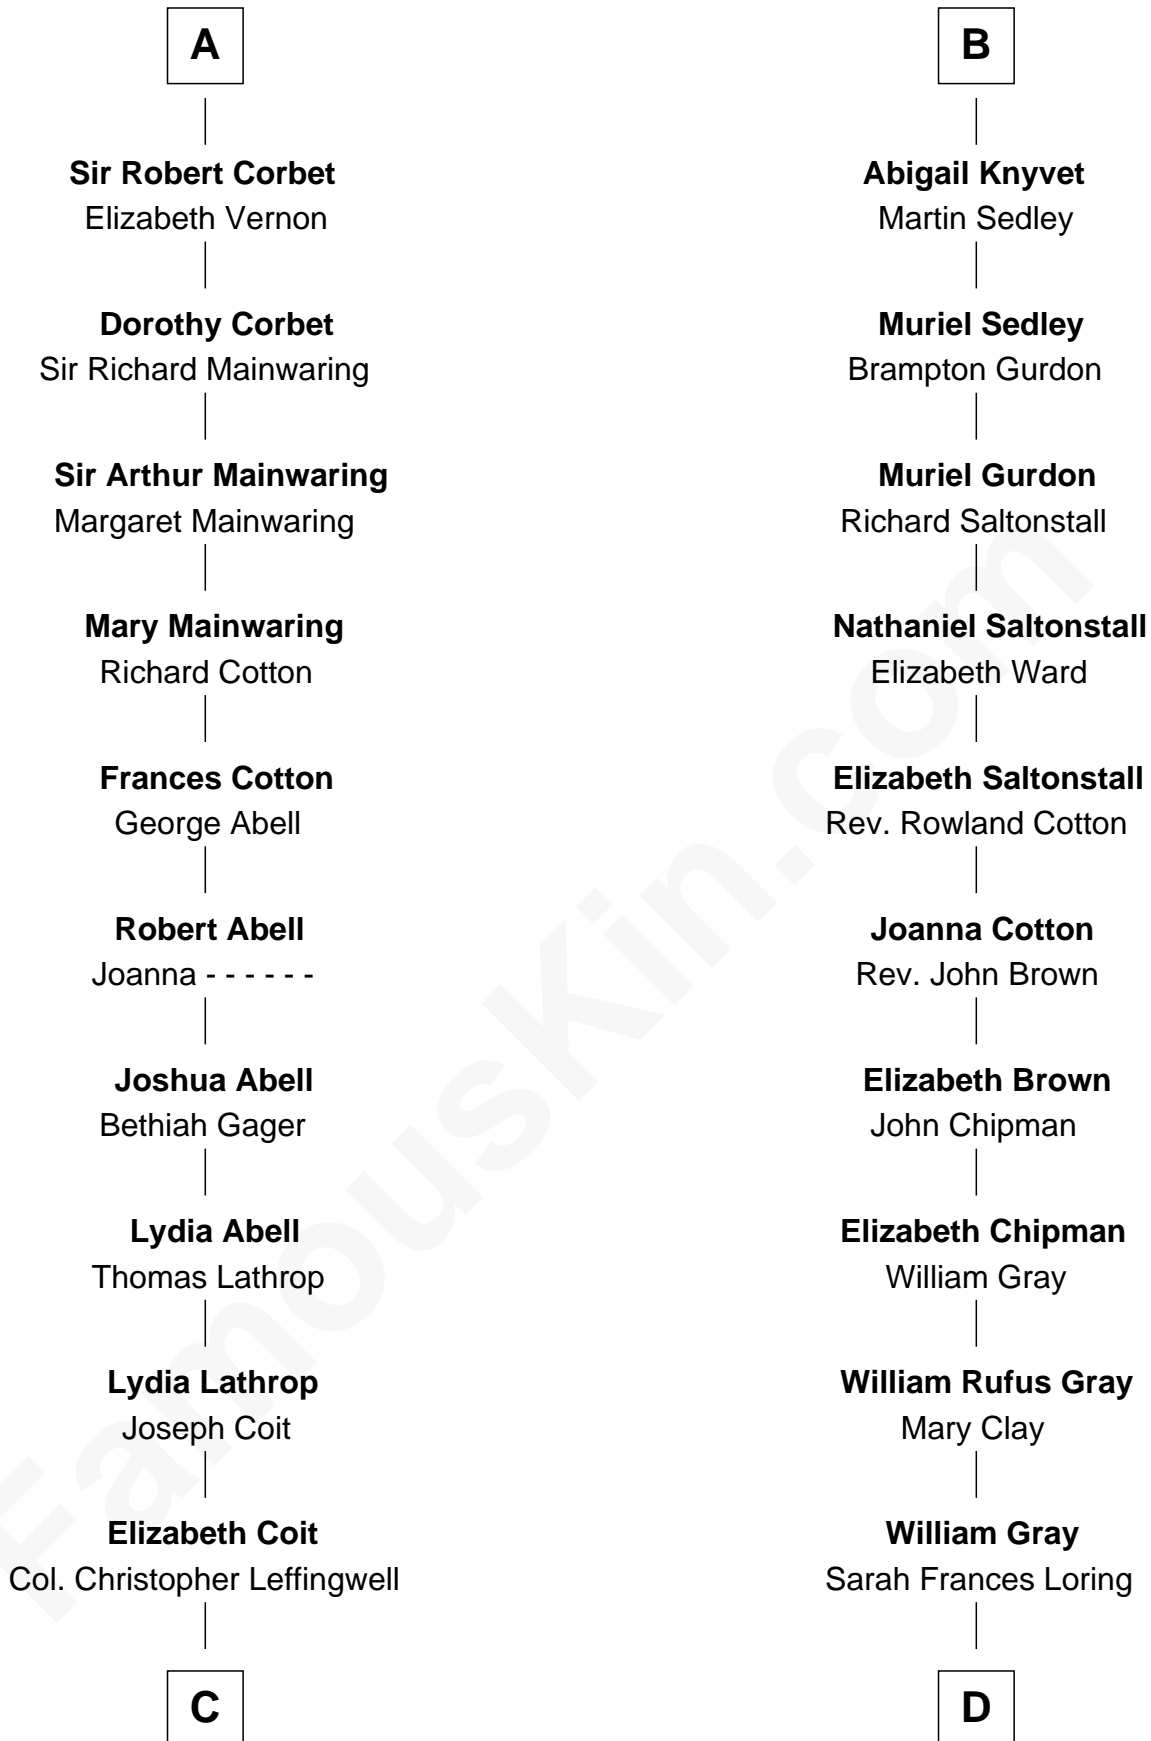 A
Sir Robert Corbet
Elizabeth Vernon
Dorothy Corbet
Sir Richard Mainwaring
Sir Arthur Mainwaring
Margaret Mainwaring
Mary Mainwaring
Richard Cotton
Frances Cotton
George Abell
Robert Abell
Joanna - - - - - -
Joshua Abell
Bethiah Gager
Lydia Abell
Thomas Lathrop
Lydia Lathrop
Joseph Coit
Elizabeth Coit
Col. Christopher Leffingwell
C
B
Abigail Knyvet
Martin Sedley
Muriel Sedley
Brampton Gurdon
Muriel Gurdon
Richard Saltonstall
Nathaniel Saltonstall
Elizabeth Ward
Elizabeth Saltonstall
Rev. Rowland Cotton
Joanna Cotton
Rev. John Brown
Elizabeth Brown
John Chipman
Elizabeth Chipman
William Gray
William Rufus Gray
Mary Clay
William Gray
Sarah Frances Loring
D
FamousKin.com